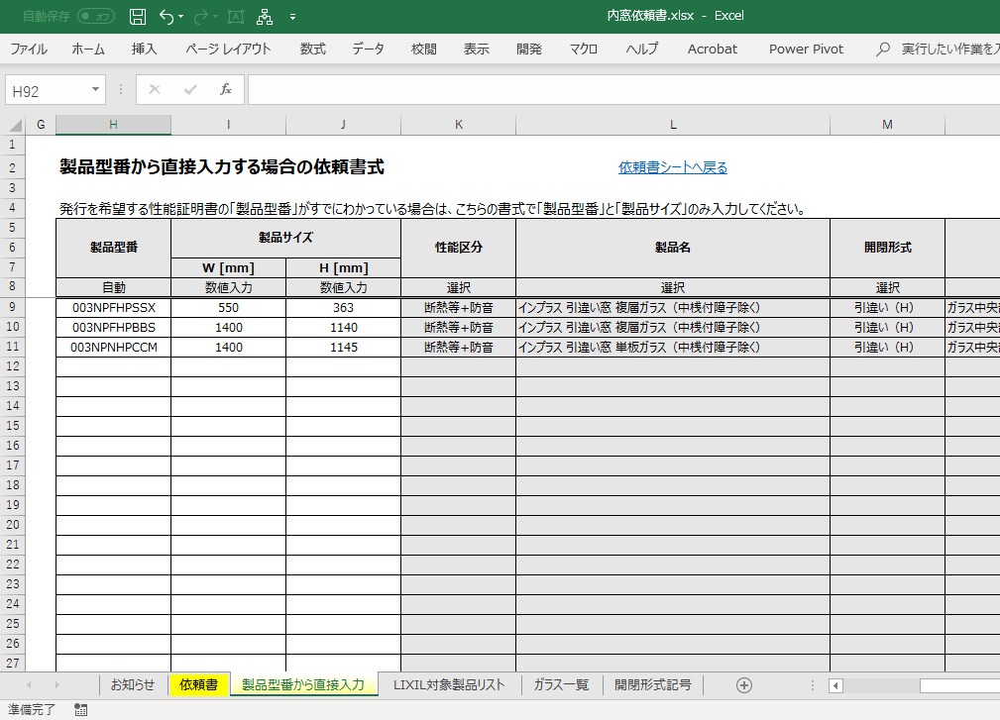 自動保存 オフ 内窓依頼書.xlsx - Excel
ファイル ホーム 挿入 ページ レイアウト 数式 データ 校閲 表示 開発 マクロ ヘルプ Acrobat Power Pivot 実行したい作業を入
H92 fx
G H I J K L M
1
2 製品型番から直接入力する場合の依頼書式 依頼書シートへ戻る
3
4 発行を希望する性能証明書の「製品型番」がすでにわかっている場合は、こちらの書式で「製品型番」と「製品サイズ」のみ入力してください。
5 製品サイズ
6 製品型番 性能区分 製品名 開閉形式
7 W [mm] H [mm]
8 自動 数値入力 数値入力 選択 選択 選択
9 003NPFHPSSX 550 363 断熱等+防音 インプラス 引違い窓 複層ガラス（中桟付障子除く） 引違い（H） ガラス中央部
10 003NPFHPBBS 1400 1140 断熱等+防音 インプラス 引違い窓 複層ガラス（中桟付障子除く） 引違い（H） ガラス中央部
11 003NPNHPCCM 1400 1145 断熱等+防音 インプラス 引違い窓 単板ガラス（中桟付障子除く） 引違い（H） ガラス中央部
12
13
14
15
16
17
18
19
20
21
22
23
24
25
26
27
お知らせ 依頼書 製品型番から直接入力 LIXIL対象製品リスト ガラス一覧 開閉形式記号
準備完了